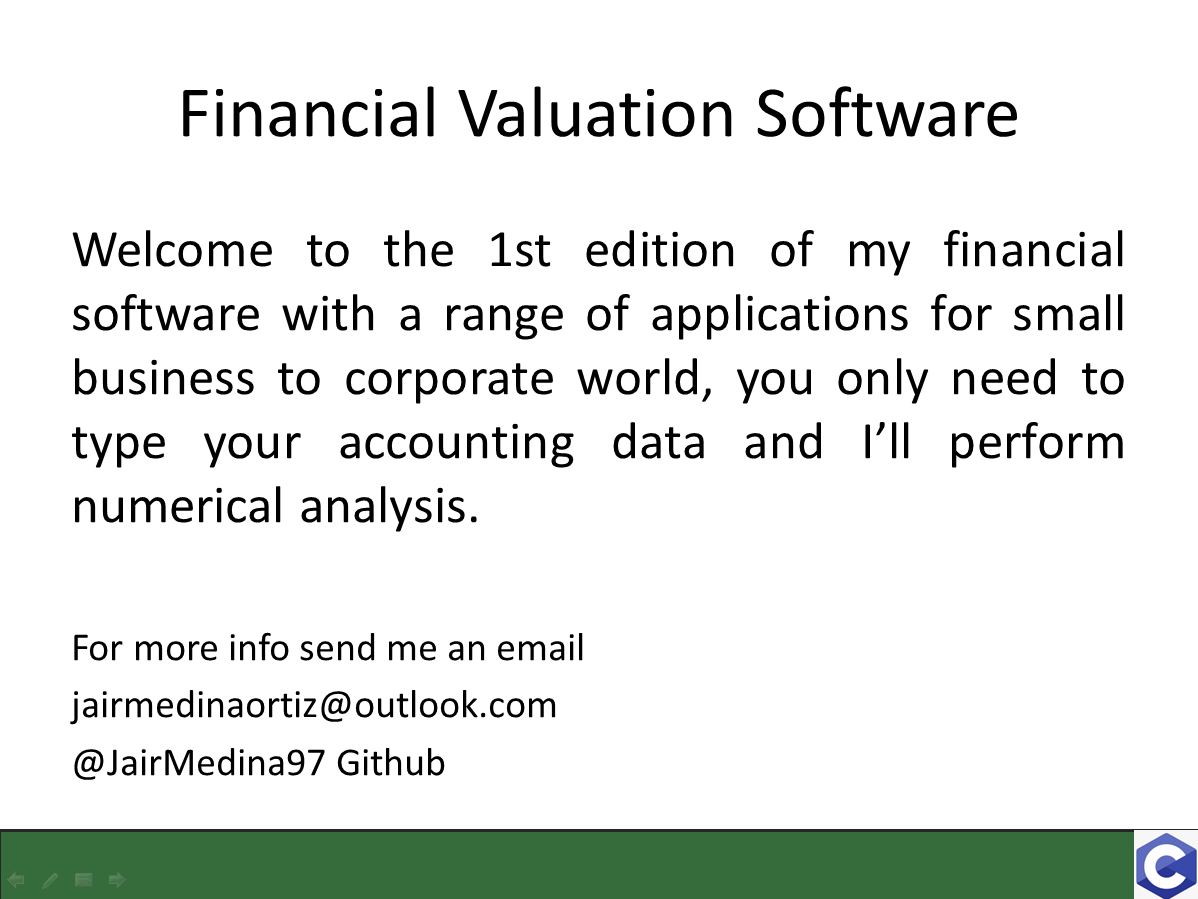 Financial Valuation Software
Welcome to the 1st edition of my financial
software with a range of applications for small
business to corporate world, you only need to
type your accounting data and I’ll perform
numerical analysis.
For more info send me an email
jairmedinaortiz@outlook.com
@JairMedina97 Github
C